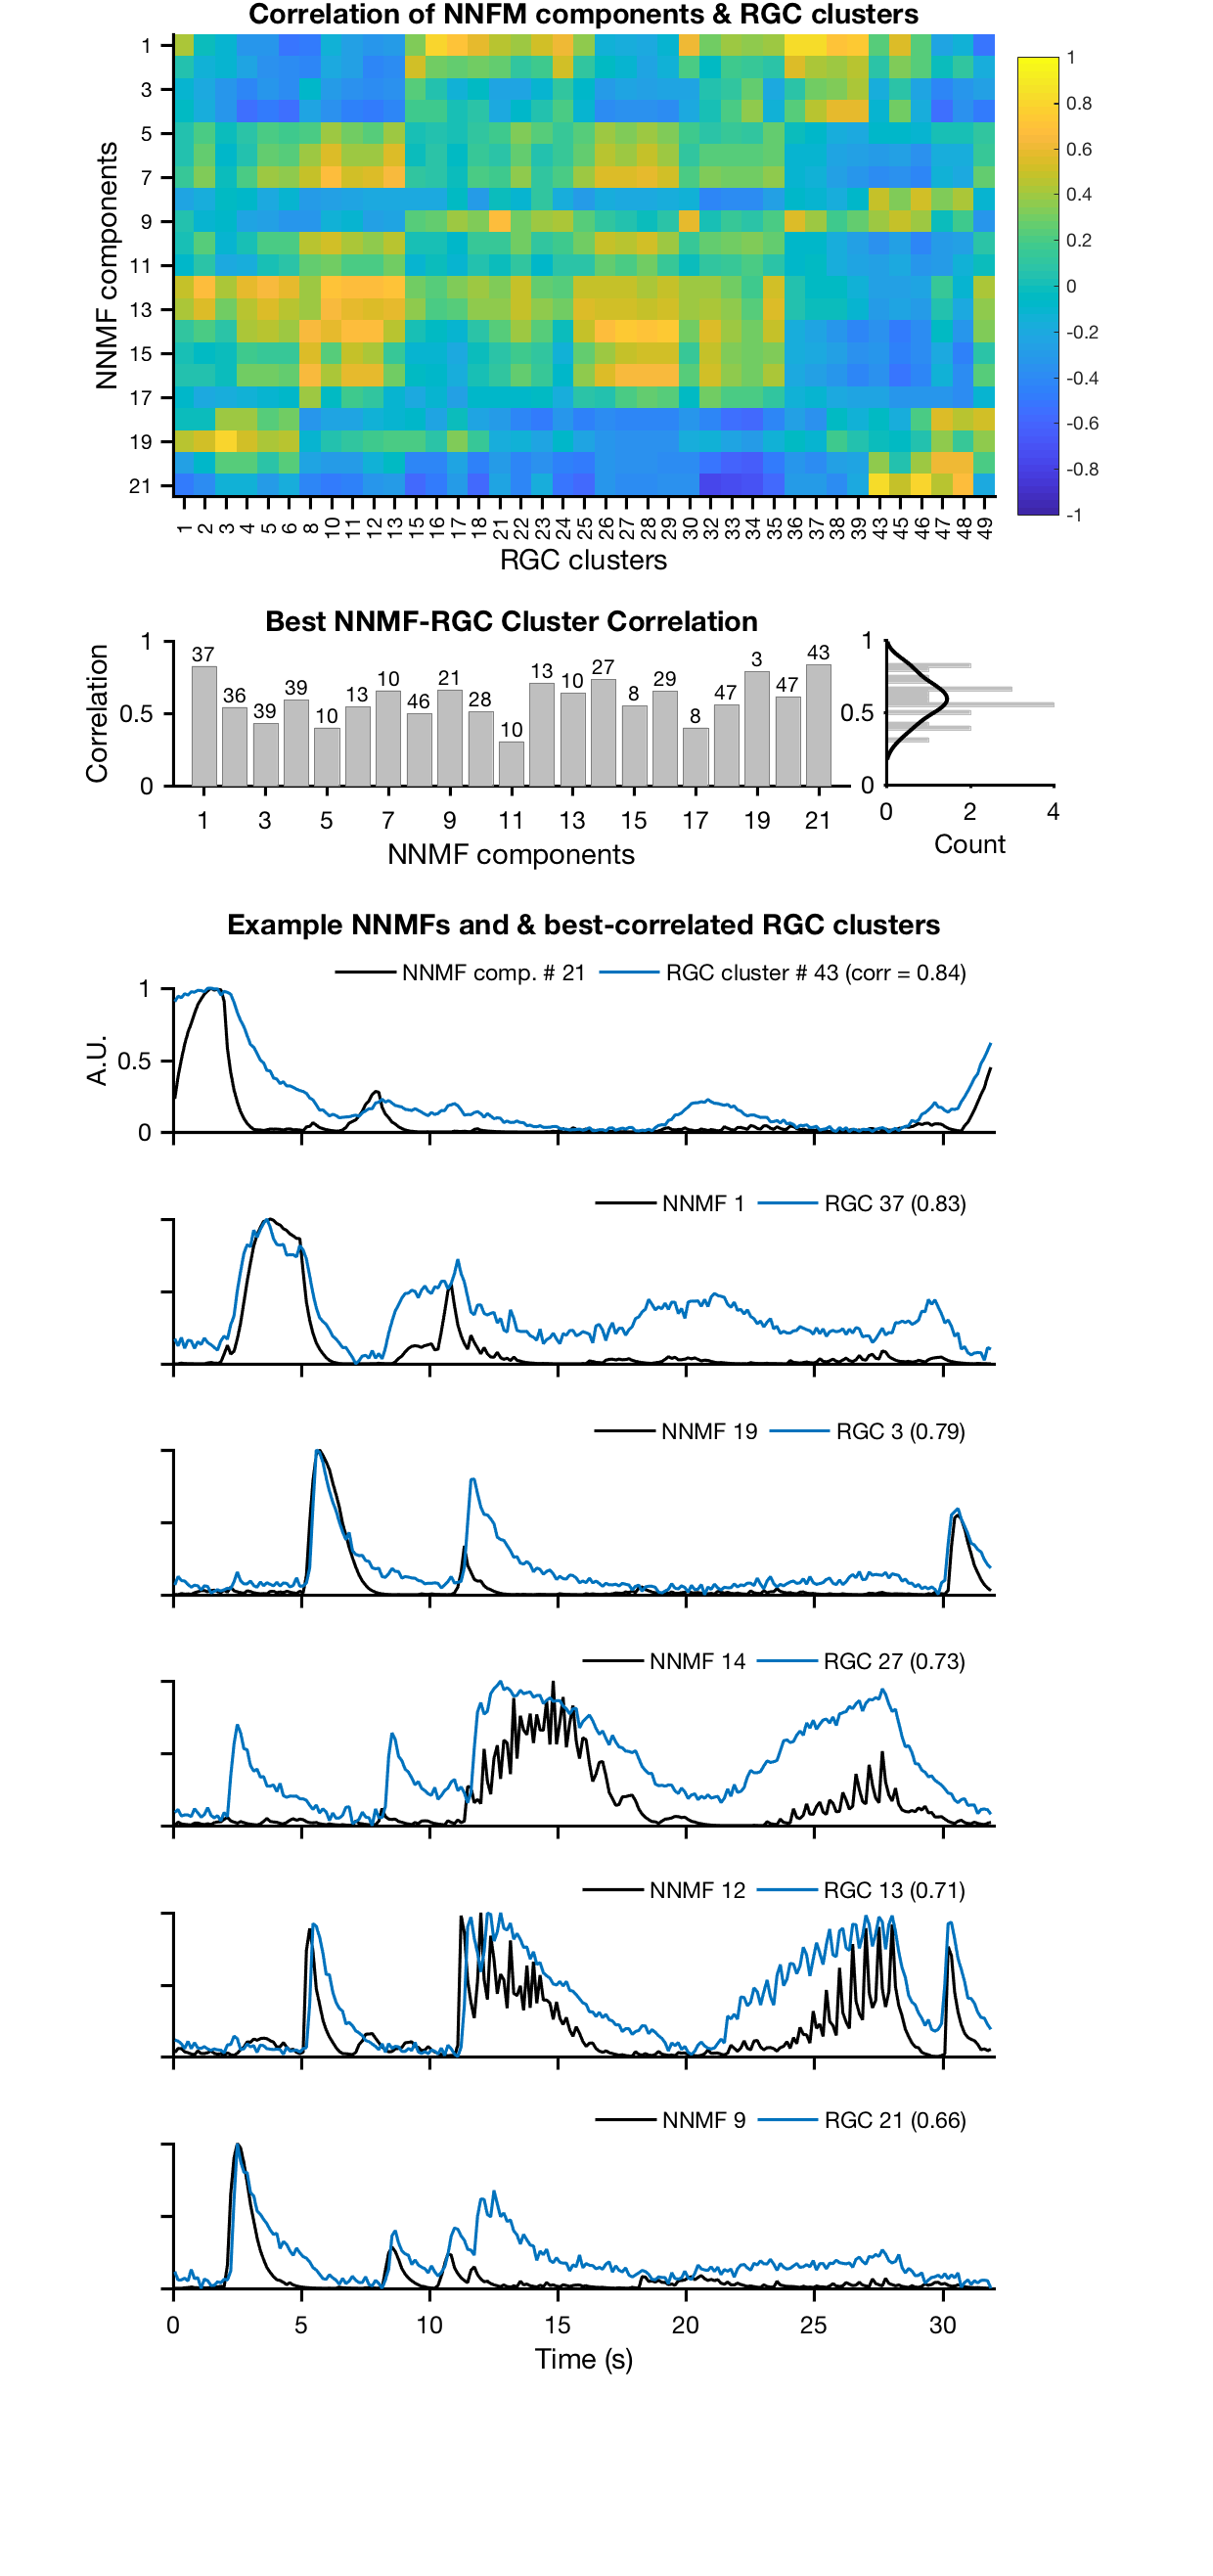 Correlation of NNFM components & RGC clusters
NNMF components
1
3
5
7
9
11
13
15
17
19
21
1 2 3 4 5 6 8 10 11 12 13 15 16 17 18 21 22 23 24 25 26 27 28 29 30 32 33 34 35 36 37 38 39 43 45 46 47 48 49
RGC clusters
1
0.8
0.6
0.4
0.2
0
-0.2
-0.4
-0.6
-0.8
-1
Best NNMF-RGC Cluster Correlation
Correlation
1
0.5
0
37 36 39 39 10 13 10 46 21 28 10 13 10 27 8 29 8 47 3 47 43
1 3 5 7 9 11 13 15 17 19 21
NNMF components
1
0.5
0
0 2 4
Count
Example NNMFs and & best-correlated RGC clusters
NNMF comp. # 21 RGC cluster # 43 (corr = 0.84)
A.U.
1
0.5
0
NNMF 1 RGC 37 (0.83)
NNMF 19 RGC 3 (0.79)
NNMF 14 RGC 27 (0.73)
NNMF 12 RGC 13 (0.71)
NNMF 9 RGC 21 (0.66)
0 5 10 15 20 25 30
Time (s)